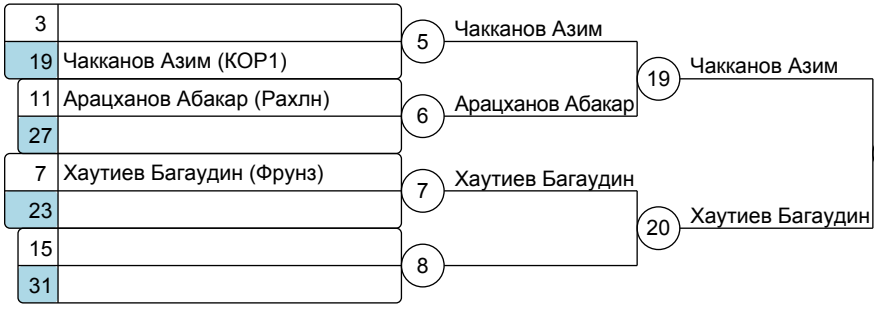 3
5
Чакканов Азим
19 Чакканов Азим (КОР1)
19
Чакканов Азим
11 Арацханов Абакар (Рахлн)
6
Арацханов Абакар
27
7 Хаутиев Багаудин (Фрунз)
7
Хаутиев Багаудин
23
20
Хаутиев Багаудин
15
8
31